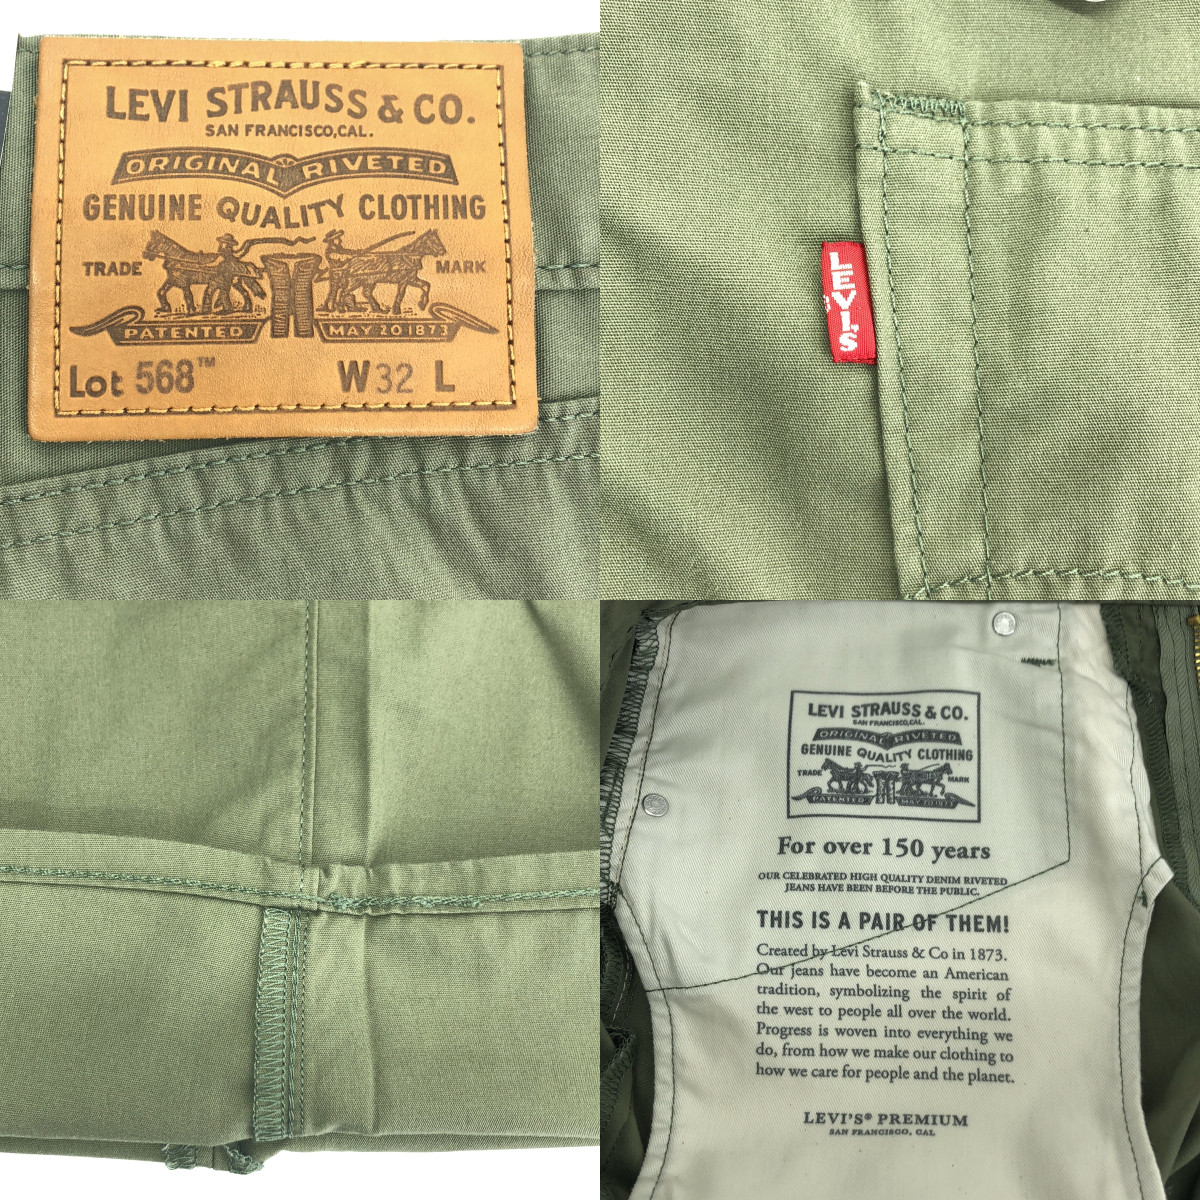 LEVI STRAUSS & CO.
SAN FRANCISCO, CAL.
ORIGINAL RIVETED
GENUINE QUALITY CLOTHING
TRADE MARK
PATENTED MAY 20 1873
Lot 568™ W32 L
LEVI'S
LEVI STRAUSS & CO.
SAN FRANCISCO, CAL.
ORIGINAL RIVETED
GENUINE QUALITY CLOTHING
TRADE MARK
PATENTED MAY 20 1873
For over 150 years
OUR CELEBRATED HIGH QUALITY DENIM RIVETED
JEANS HAVE BEEN BEFORE THE PUBLIC.
THIS IS A PAIR OF THEM!
Created by Levi Strauss & Co in 1873.
Our jeans have become an American
tradition, symbolizing the spirit of
the west to people all over the world.
Progress is woven into everything we
do, from how we make our clothing to
how we care for people and the planet.
LEVI'S® PREMIUM
SAN FRANCISCO, CAL